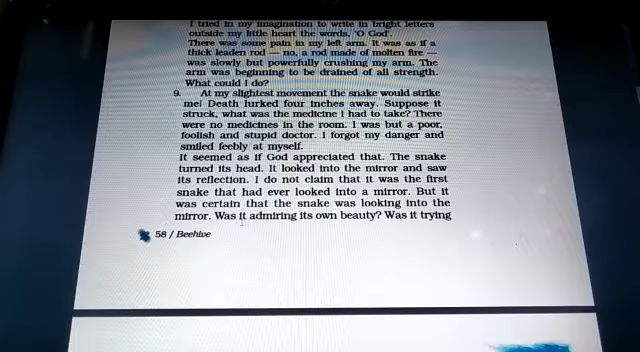 I tried in my imagination to write in bright letters
outside my little heart the words, 'O God'.
There was some pain in my left arm. It was as if a
thick leaden rod — no, a rod made of molten fire —
was slowly but powerfully crushing my arm. The
arm was beginning to be drained of all strength.
What could I do?
9. At my slightest movement the snake would strike
me! Death lurked four inches away. Suppose it
struck, what was the medicine I had to take? There
were no medicines in the room. I was but a poor,
foolish and stupid doctor. I forgot my danger and
smiled feebly at myself.
It seemed as if God appreciated that. The snake
turned its head. It looked into the mirror and saw
its reflection. I do not claim that it was the first
snake that had ever looked into a mirror. But it
was certain that the snake was looking into the
mirror. Was it admiring its own beauty? Was it trying
58 / Beehive